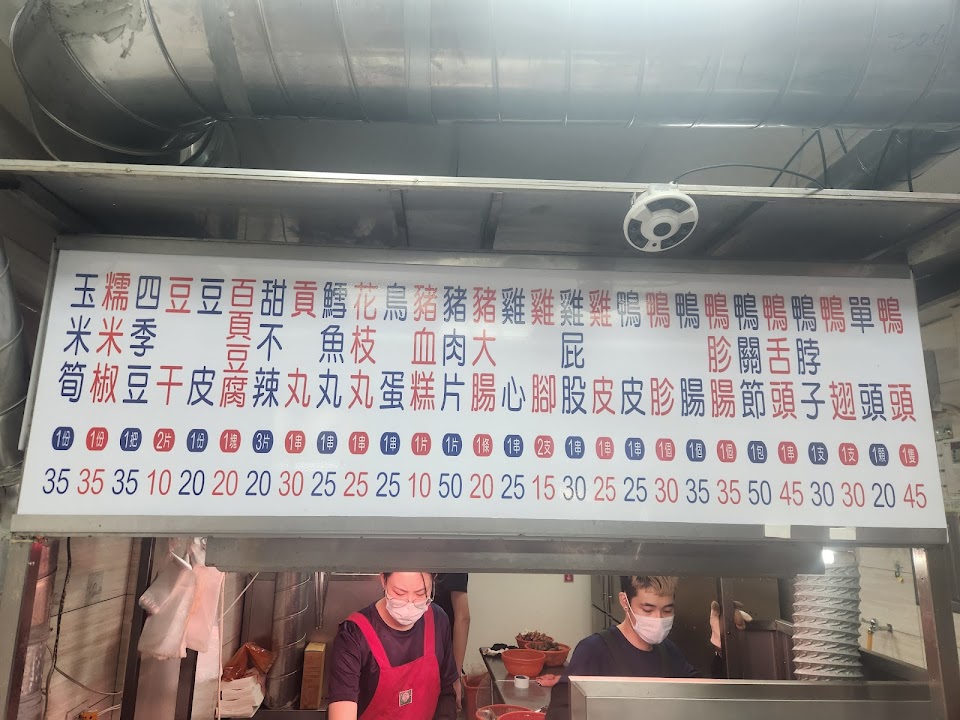 玉米筍 1份 35
糯米椒 1份 35
四季豆 1把 35
豆干 2片 10
豆皮 1份 20
百頁豆腐 1塊 20
甜不辣 3片 20
貢丸 1串 30
鱈魚丸 1串 25
花枝丸 1串 25
鳥蛋 1串 25
豬血糕 1片 10
豬肉片 1片 50
豬大腸 1條 20
雞心 1串 25
雞腳 2支 15
雞屁股 1串 30
雞皮 1串 25
鴨皮 1串 25
鴨胗 1個 30
鴨腸 1個 35
鴨胗腸 1個 35
鴨關節 1包 50
鴨舌頭 1串 45
鴨脖子 1支 30
鴨翅 1支 30
單頭 1顆 20
鴨頭 1隻 45